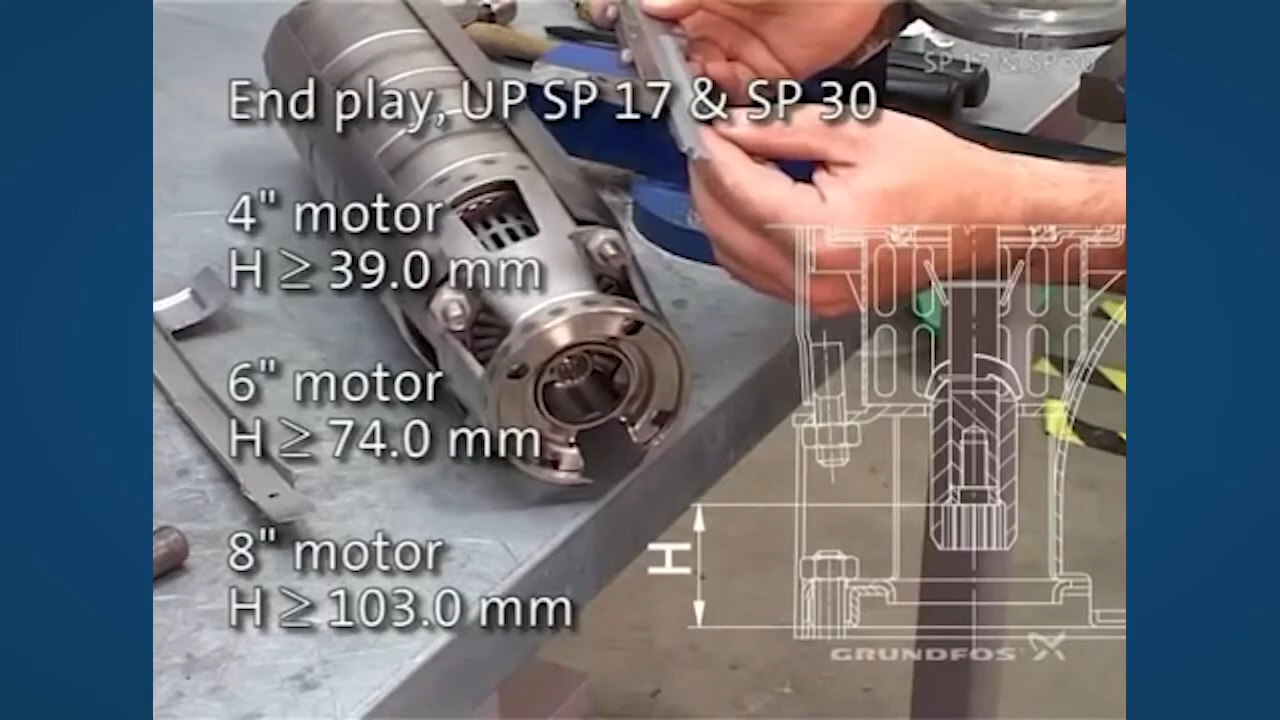 SP 17 & SP 30
End play, UP SP 17 & SP 30
4" motor
H ≥ 39.0 mm
6" motor
H ≥ 74.0 mm
8" motor
H ≥ 103.0 mm
H
GRUNDFOS